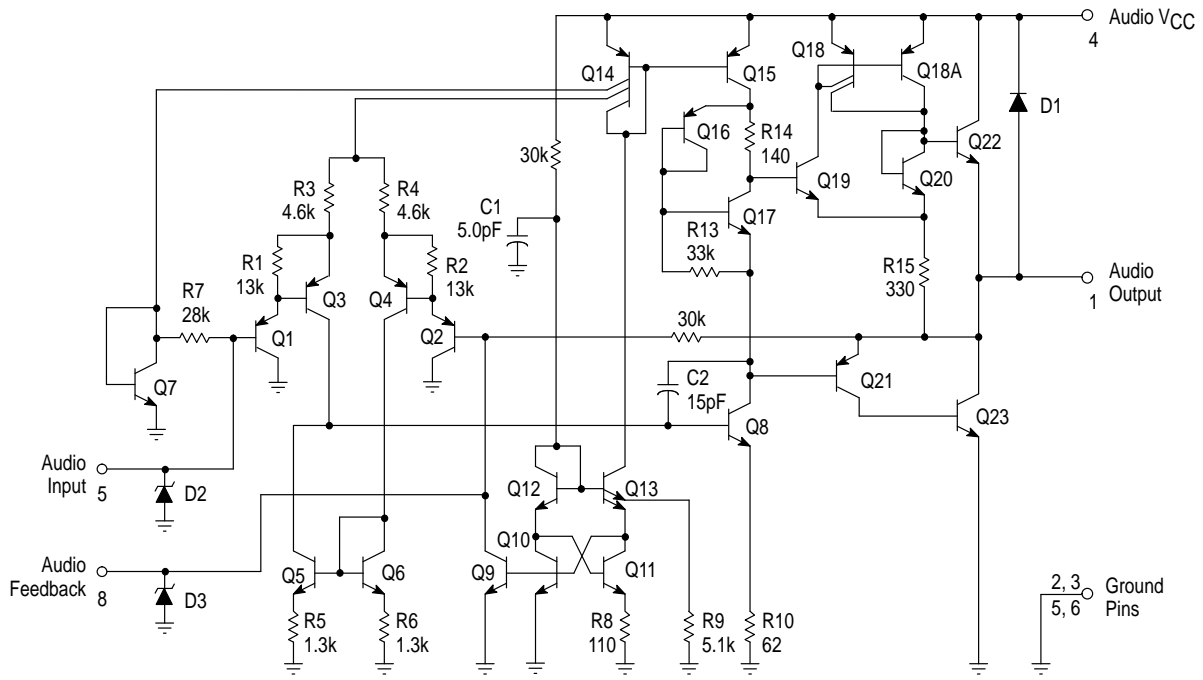 Audio VCC
4
Q14
Q15
Q18
Q18A
D1
Q16
R14
140
Q22
30k
Q19
Q20
R3
4.6k
R4
4.6k
C1
5.0pF
Q17
R13
33k
R1
13k
R2
13k
R15
330
Audio
Output
1
R7
28k
Q3
Q4
Q1
Q2
30k
Q7
C2
15pF
Q21
Q8
Q23
Audio
Input
5
D2
Q12
Q13
Q10
Audio
Feedback
8
D3
Q5
Q6
Q9
Q11
R5
1.3k
R6
1.3k
R8
110
R9
5.1k
R10
62
2, 3
5, 6
Ground
Pins